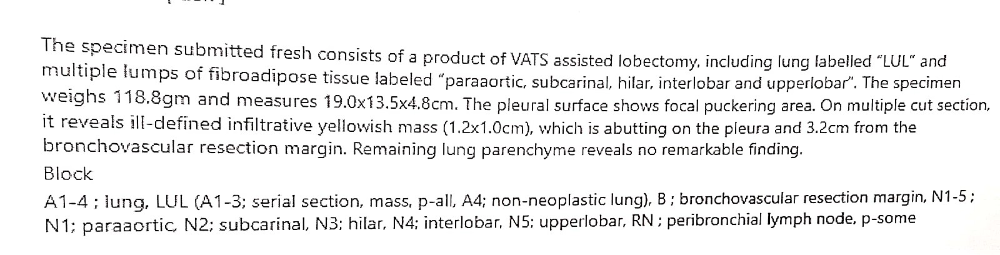 The specimen submitted fresh consists of a product of VATS assisted lobectomy, including lung labelled "LUL" and
multiple lumps of fibroadipose tissue labeled "paraaortic, subcarinal, hilar, interlobar and upperlobar". The specimen
weighs 118.8gm and measures 19.0x13.5x4.8cm. The pleural surface shows focal puckering area. On multiple cut section,
it reveals ill-defined infiltrative yellowish mass (1.2x1.0cm), which is abutting on the pleura and 3.2cm from the
bronchovascular resection margin. Remaining lung parenchyme reveals no remarkable finding.
Block
A1-4 ; lung, LUL (A1-3; serial section, mass, p-all, A4; non-neoplastic lung), B ; bronchovascular resection margin, N1-5 ;
N1; paraaortic, N2; subcarinal, N3; hilar, N4; interlobar, N5; upperlobar, RN ; peribronchial lymph node, p-some